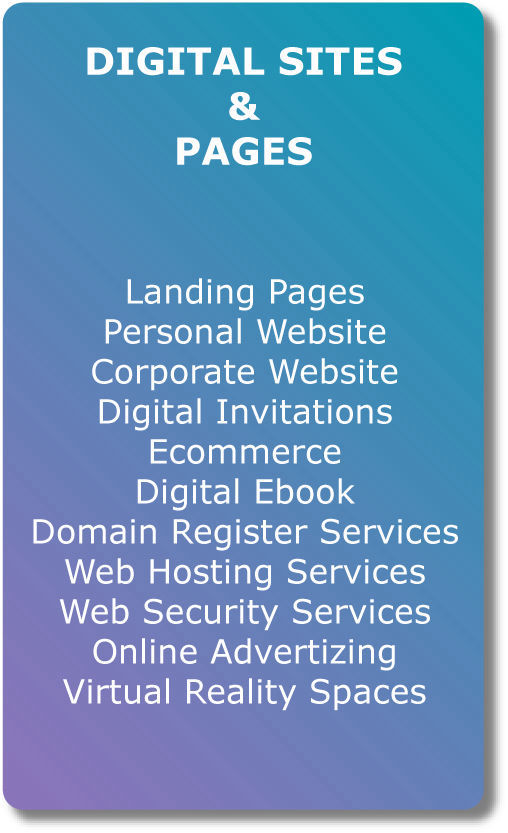 DIGITAL SITES
&
PAGES
Landing Pages
Personal Website
Corporate Website
Digital Invitations
Ecommerce
Digital Ebook
Domain Register Services
Web Hosting Services
Web Security Services
Online Advertizing
Virtual Reality Spaces